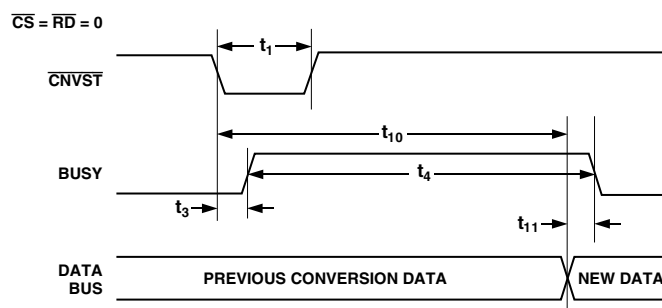 CS = RD = 0
t1
CNVST
t10
BUSY
t4
t3
t11
DATA
BUS
PREVIOUS CONVERSION DATA
NEW DATA